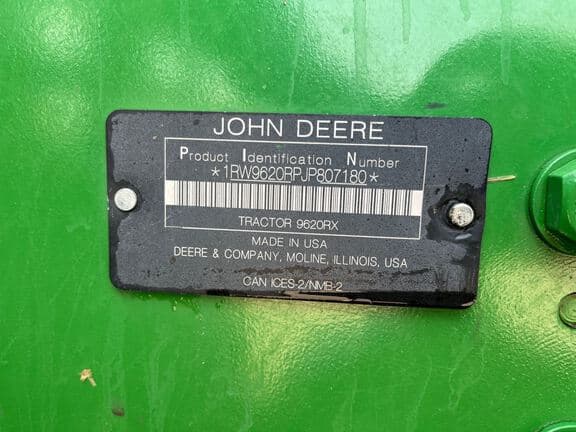 JOHN DEERE
Product Identification Number
*1RW9620RPJP807180*
TRACTOR 9620RX
MADE IN USA
DEERE & COMPANY, MOLINE, ILLINOIS, USA
CAN ICES-2/NMB-2